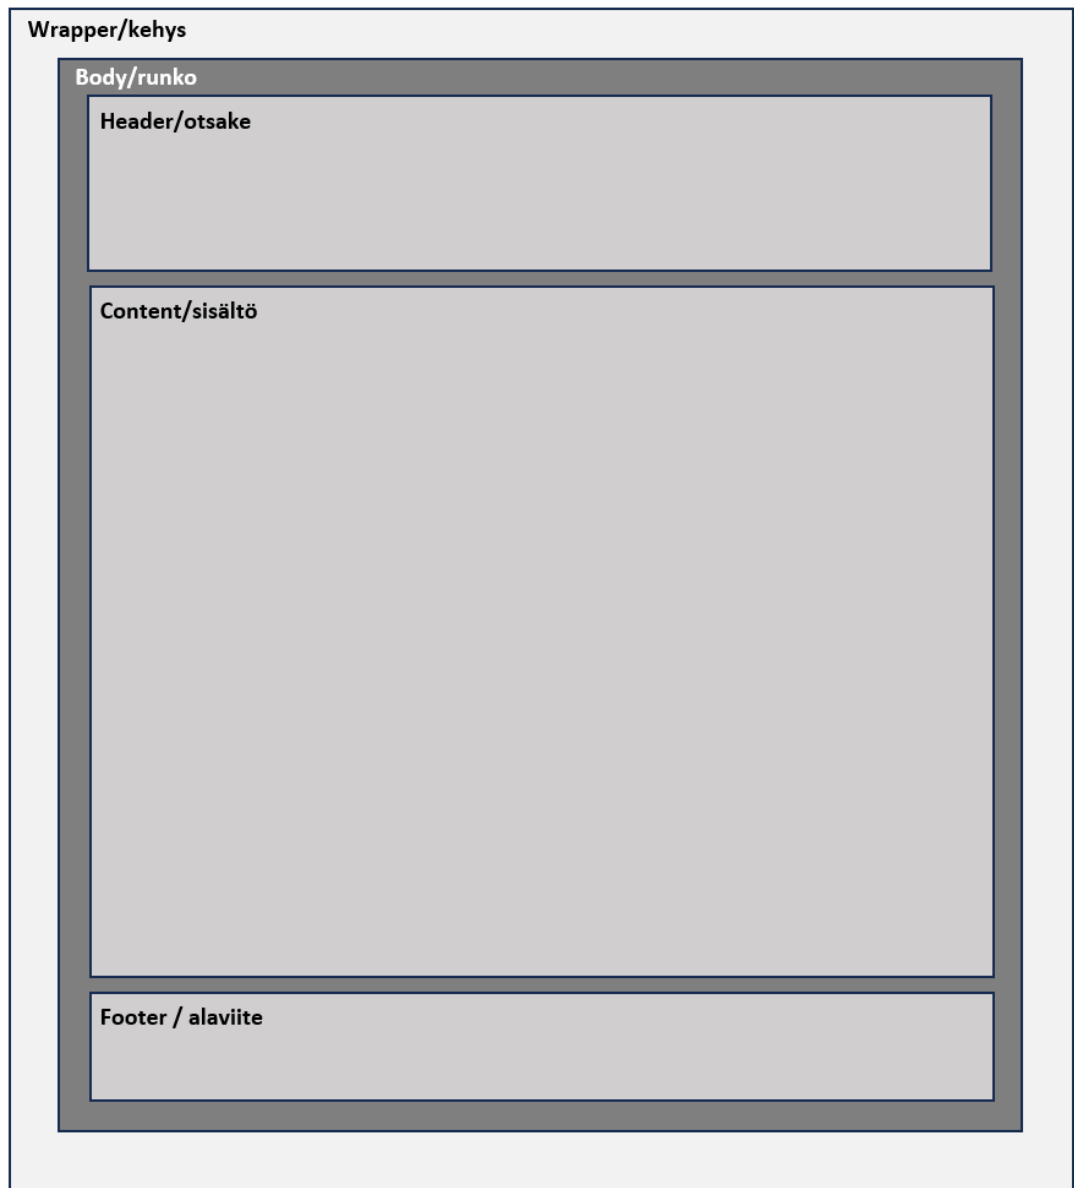 Wrapper/kehys
Body/runko
Header/otsake
Content/sisältö
Footer / alaviite